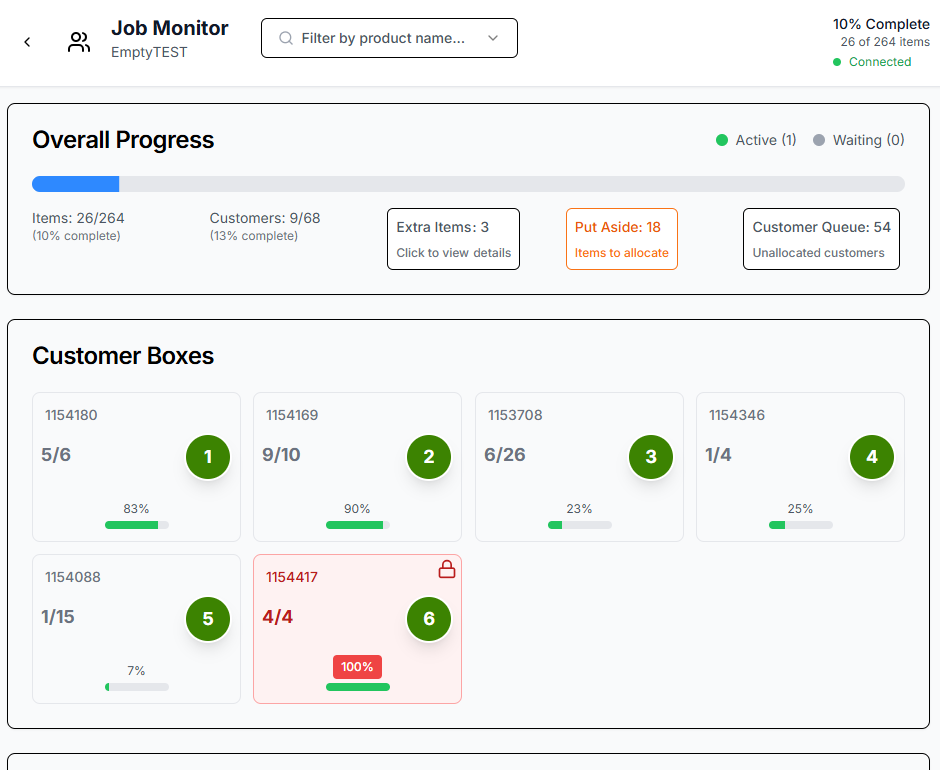 Job Monitor
EmptyTEST
Filter by product name...
10% Complete
26 of 264 items
Connected
Overall Progress
Active (1)
Waiting (0)
Items: 26/264
(10% complete)
Customers: 9/68
(13% complete)
Extra Items: 3
Click to view details
Put Aside: 18
Items to allocate
Customer Queue: 54
Unallocated customers
Customer Boxes
1154180
5/6
1
83%
1154169
9/10
2
90%
1153708
6/26
3
23%
1154346
1/4
4
25%
1154088
1/15
5
7%
1154417
4/4
6
100%